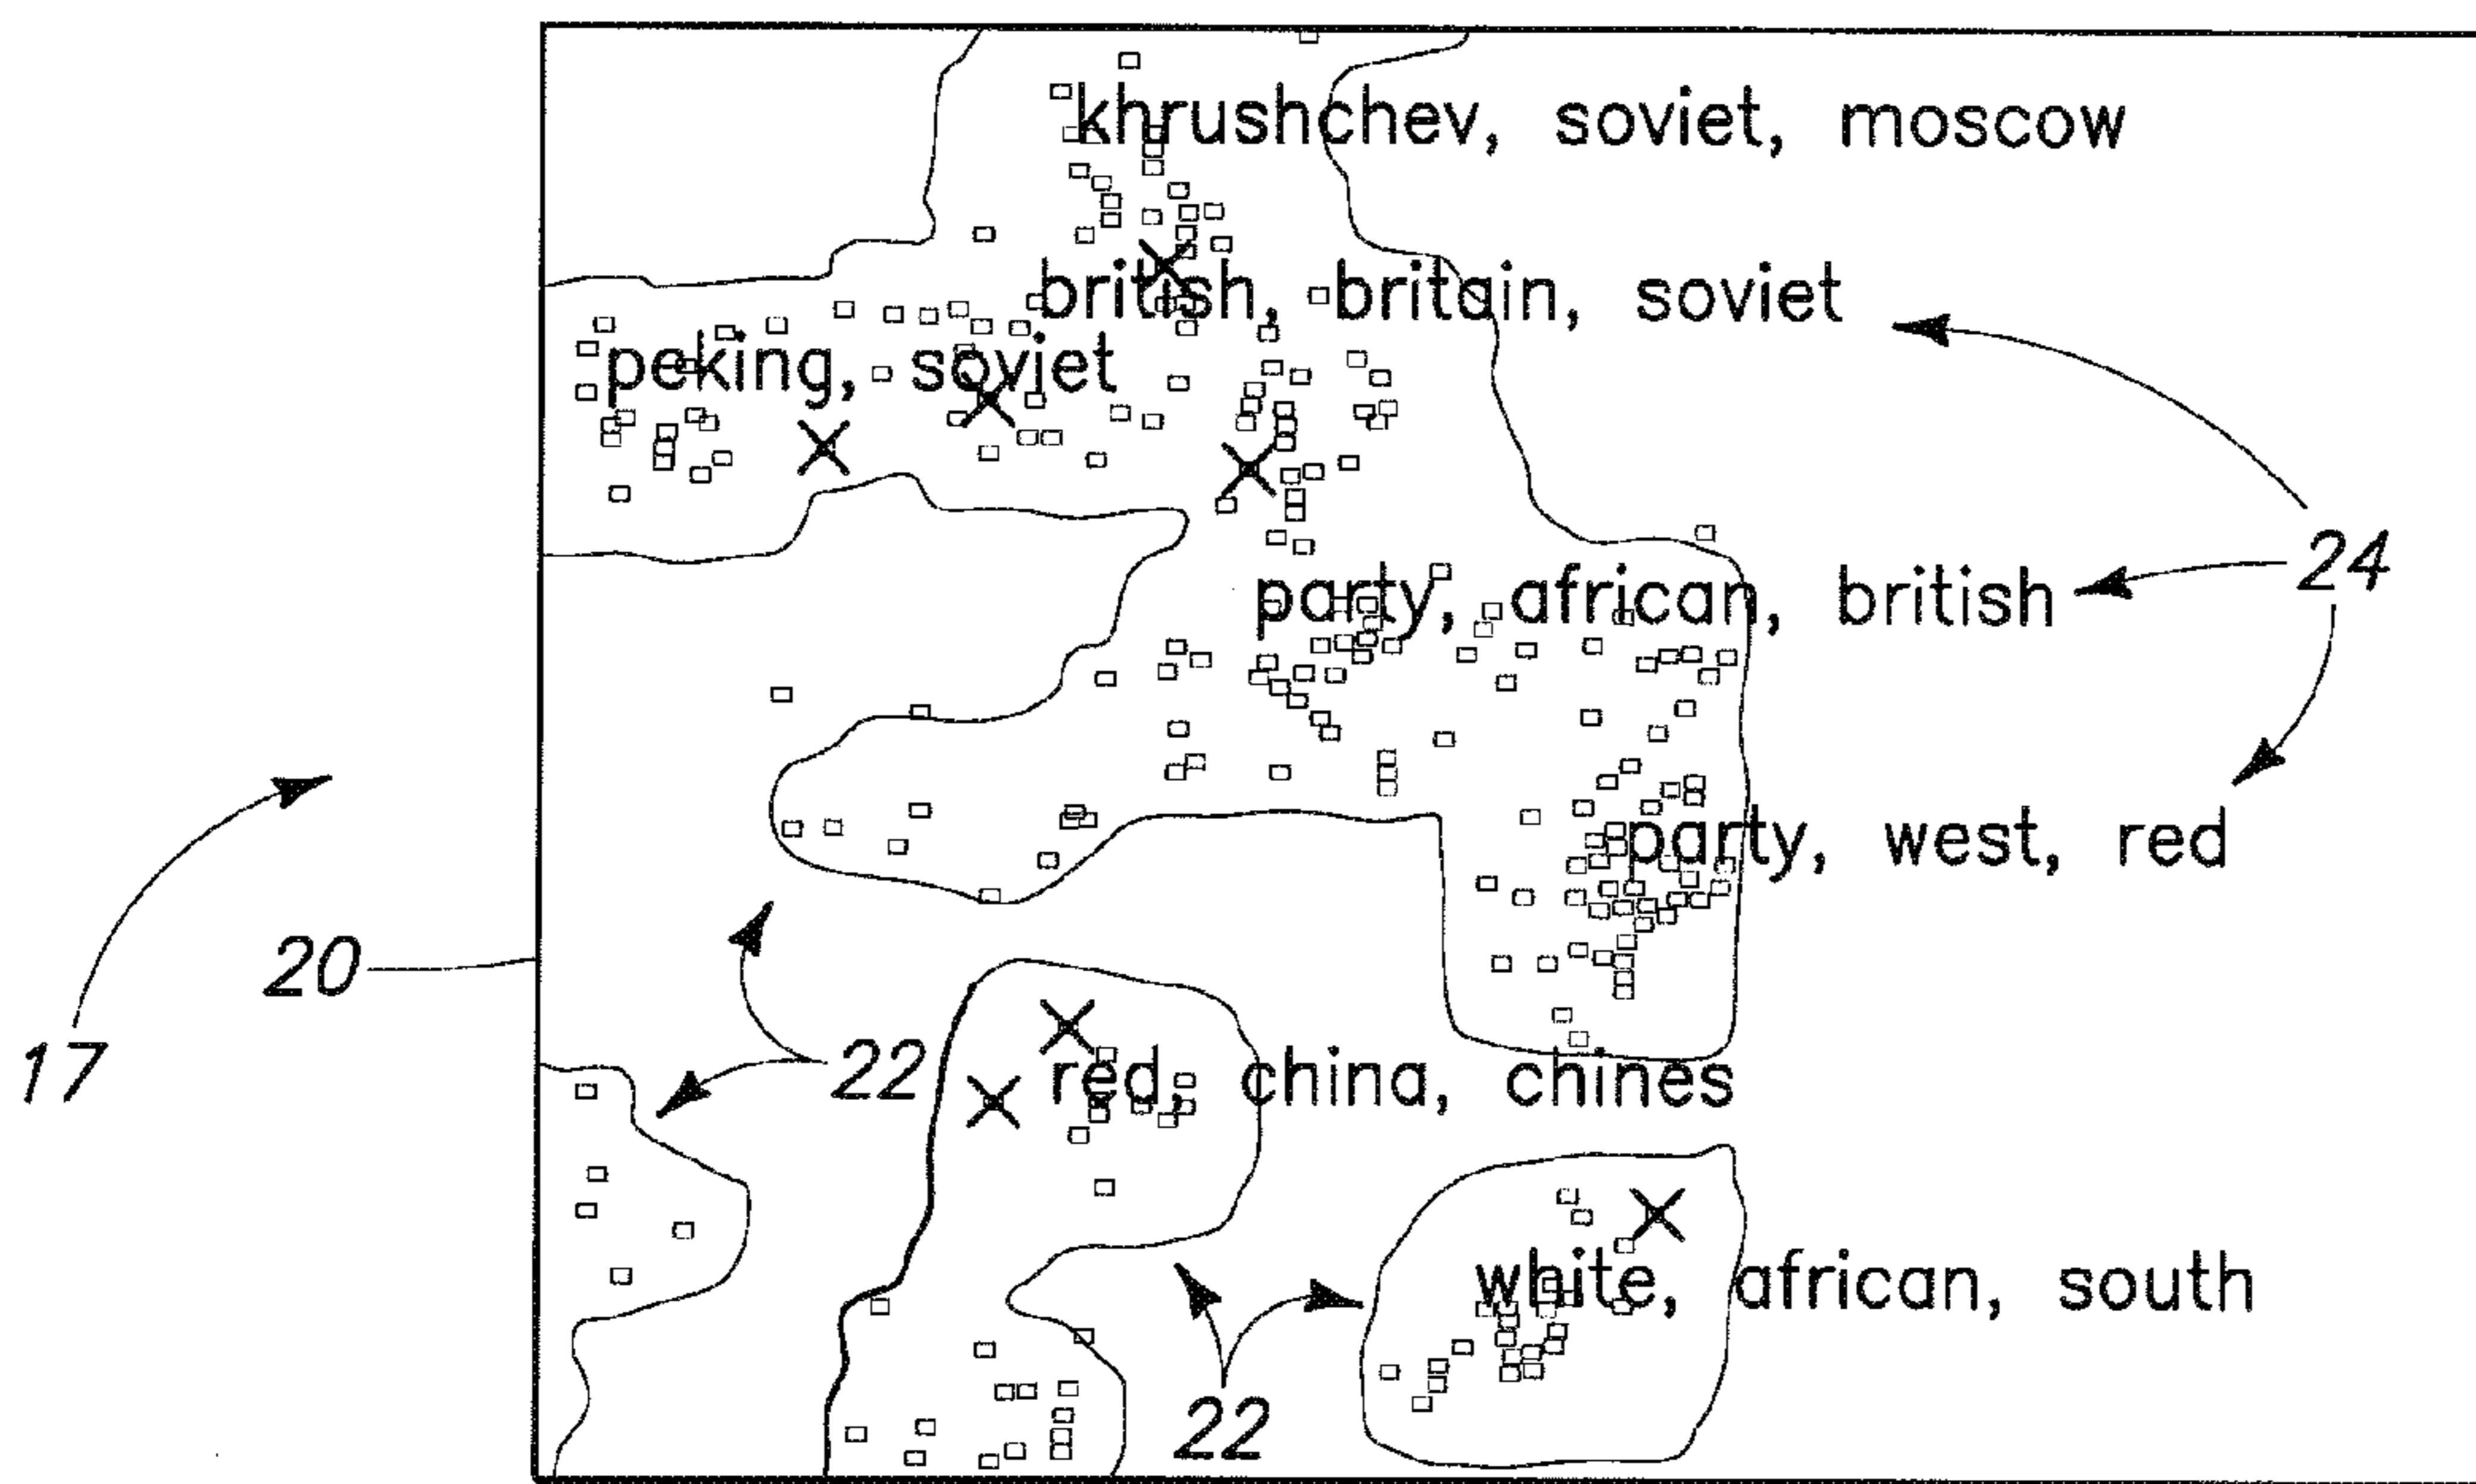 khrushchev, soviet, moscow
british, britain, soviet
peking, soviet
24
party, african, british
party, west, red
20
17
22
red, china, chines
white, african, south
22